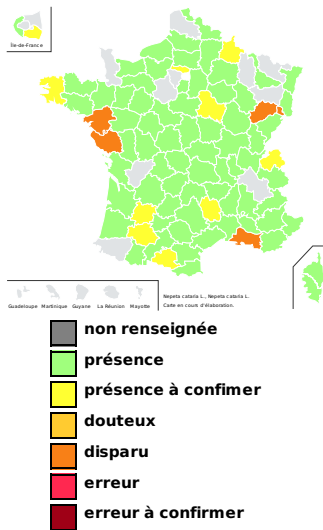 Île-de-France
Guadeloupe Martinique Guyane La Réunion Mayotte
Nepeta cataria L., Nepeta cataria L.
Carte en cours d'élaboration.
non renseignée
présence
présence à confimer
douteux
disparu
erreur
erreur à confirmer